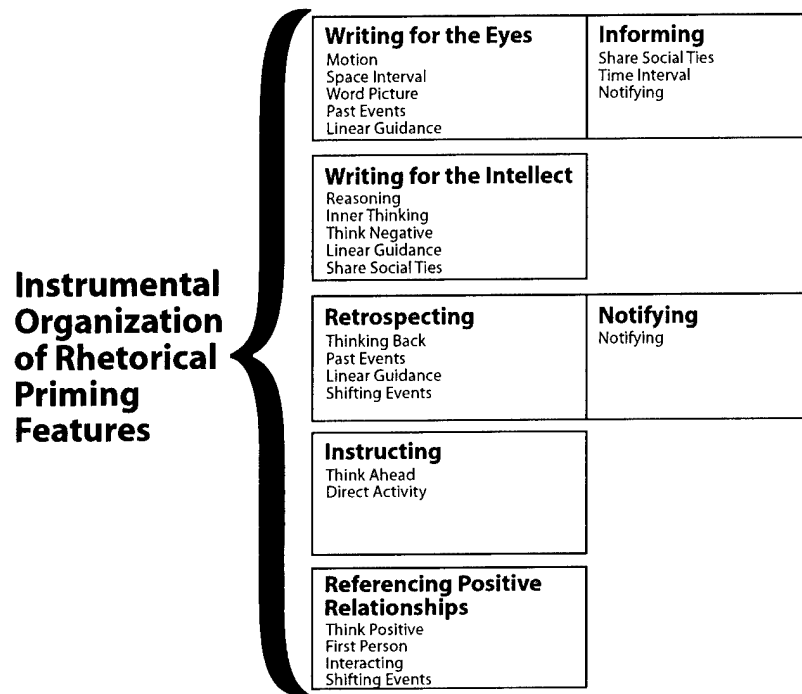 Instrumental
Organization
of Rhetorical
Priming
Features
Writing for the Eyes
Motion
Space Interval
Word Picture
Past Events
Linear Guidance
Informing
Share Social Ties
Time Interval
Notifying
Writing for the Intellect
Reasoning
Inner Thinking
Think Negative
Linear Guidance
Share Social Ties
Retrospecting
Thinking Back
Past Events
Linear Guidance
Shifting Events
Notifying
Notifying
Instructing
Think Ahead
Direct Activity
Referencing Positive
Relationships
Think Positive
First Person
Interacting
Shifting Events